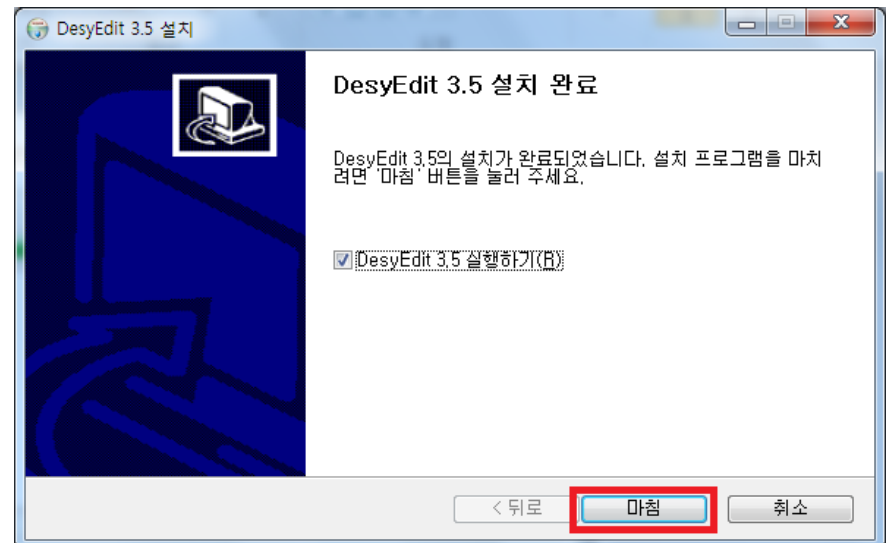 DesyEdit 3.5 설치
DesyEdit 3.5 설치 완료
DesyEdit 3.5의 설치가 완료되었습니다. 설치 프로그램을 마치
려면 '마침' 버튼을 눌러 주세요.
DesyEdit 3.5 실행하기(R)
< 뒤로 마침 취소